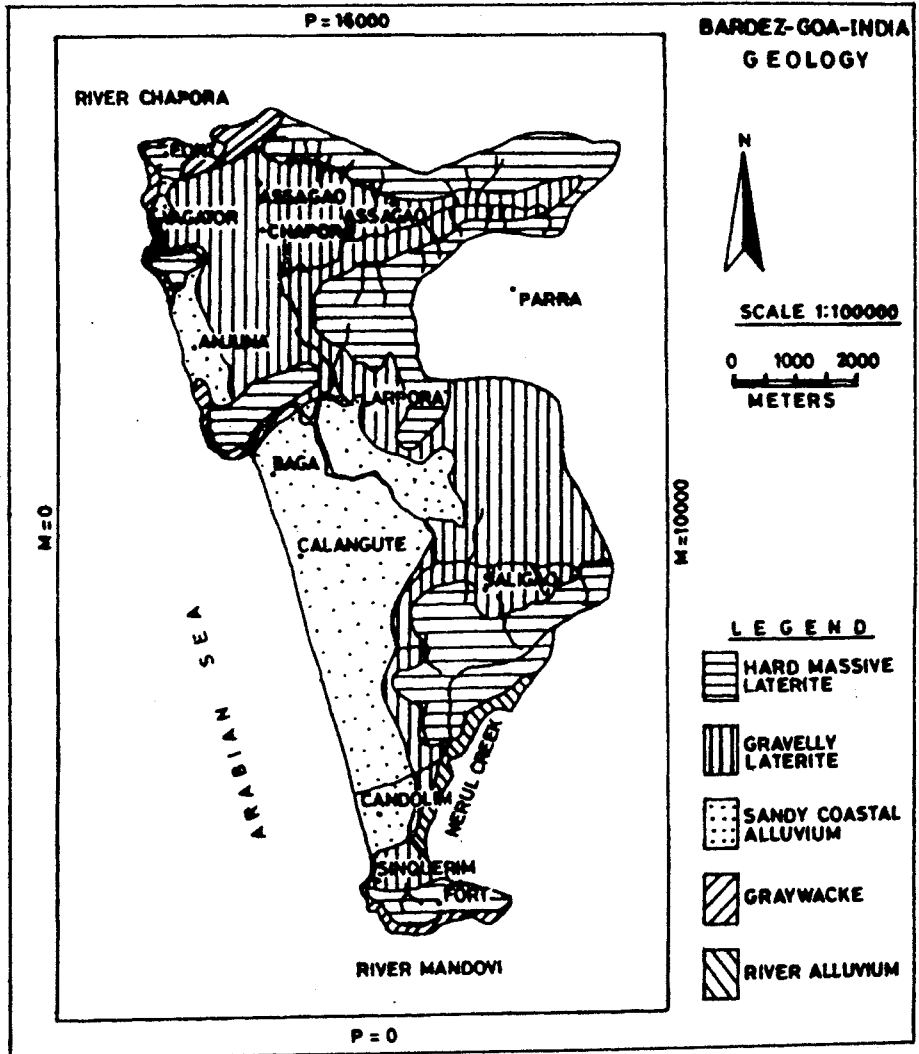 P = 16000
BARDEZ-GOA-INDIA
GEOLOGY
RIVER CHAPORA
N
FORT
VAGATOR
ASSAGAO
ASSAGAO
CHAPORA
PARRA
SCALE 1:100000
0 1000 2000
METERS
ANJUNA
ARPORA
BAGA
M = 0
M = 10000
CALANGUTE
SALIGAO
ARABIAN SEA
LEGEND
HARD MASSIVE
LATERITE
GRAVELLY
LATERITE
NERUL CREEK
CANDOLIM
SANDY COASTAL
ALLUVIUM
SINQUERIM
FORT
GRAYWACKE
RIVER MANDOVI
RIVER ALLUVIUM
P = 0